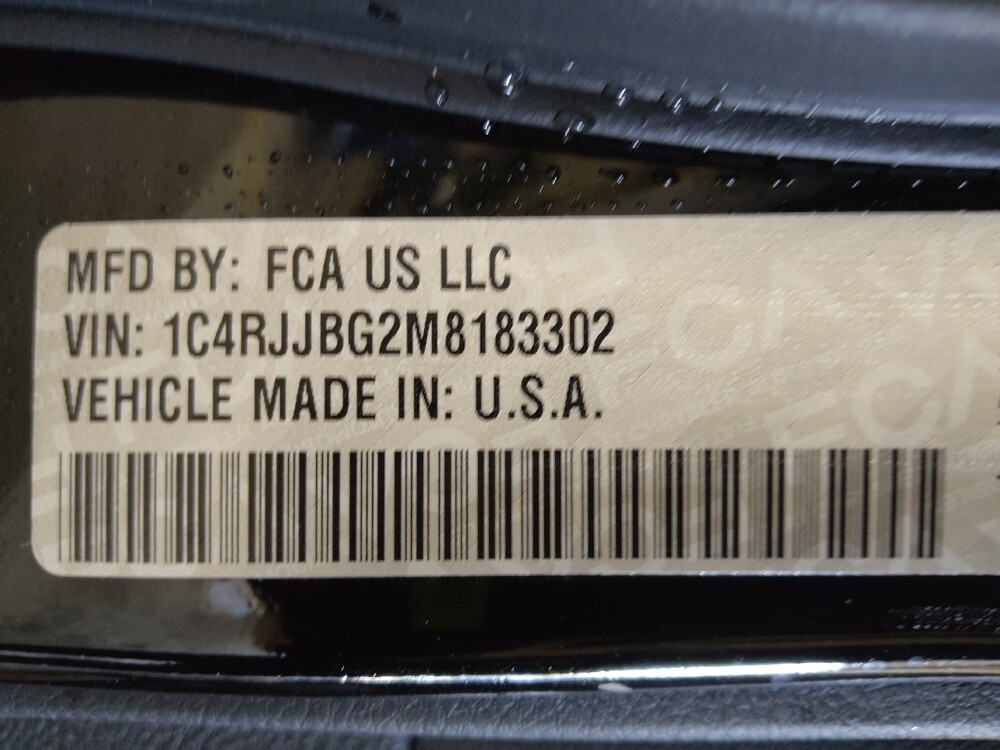 MFD BY: FCA US LLC
VIN: 1C4RJJBG2M8183302
VEHICLE MADE IN: U.S.A.